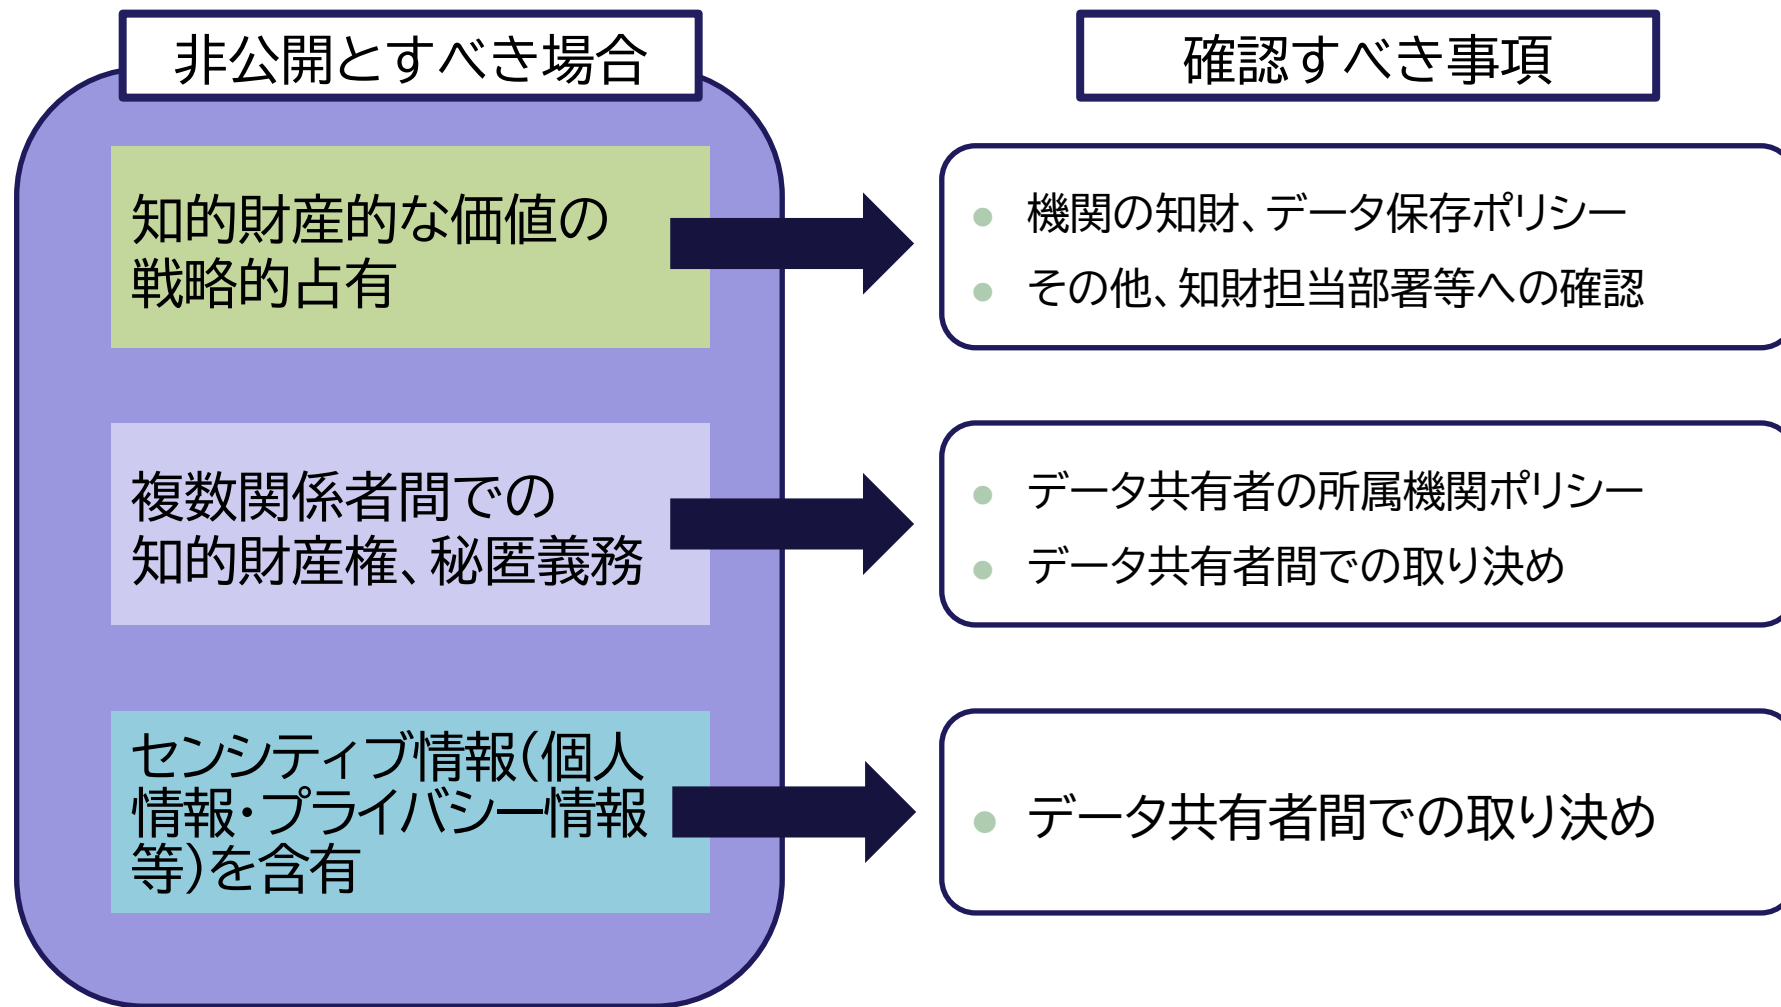 非公開とすべき場合
確認すべき事項
知的財産的な価値の
戦略的占有
機関の知財、データ保存ポリシー
その他、知財担当部署等への確認
複数関係者間での
知的財産権、秘匿義務
データ共有者の所属機関ポリシー
データ共有者間での取り決め
センシティブ情報(個人
情報・プライバシー情報
等)を含有
データ共有者間での取り決め